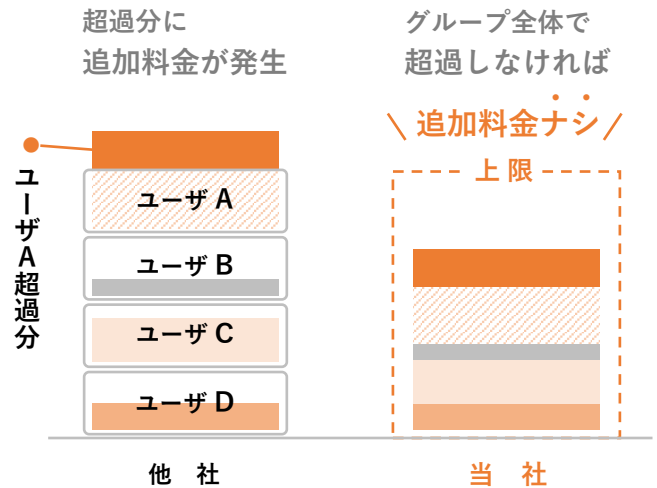 超過分に
追加料金が発生
グループ全体で
超過しなければ
追加料金ナシ
上限
ユーザA超過分
ユーザ A
ユーザ B
ユーザ C
ユーザ D
他 社
当 社